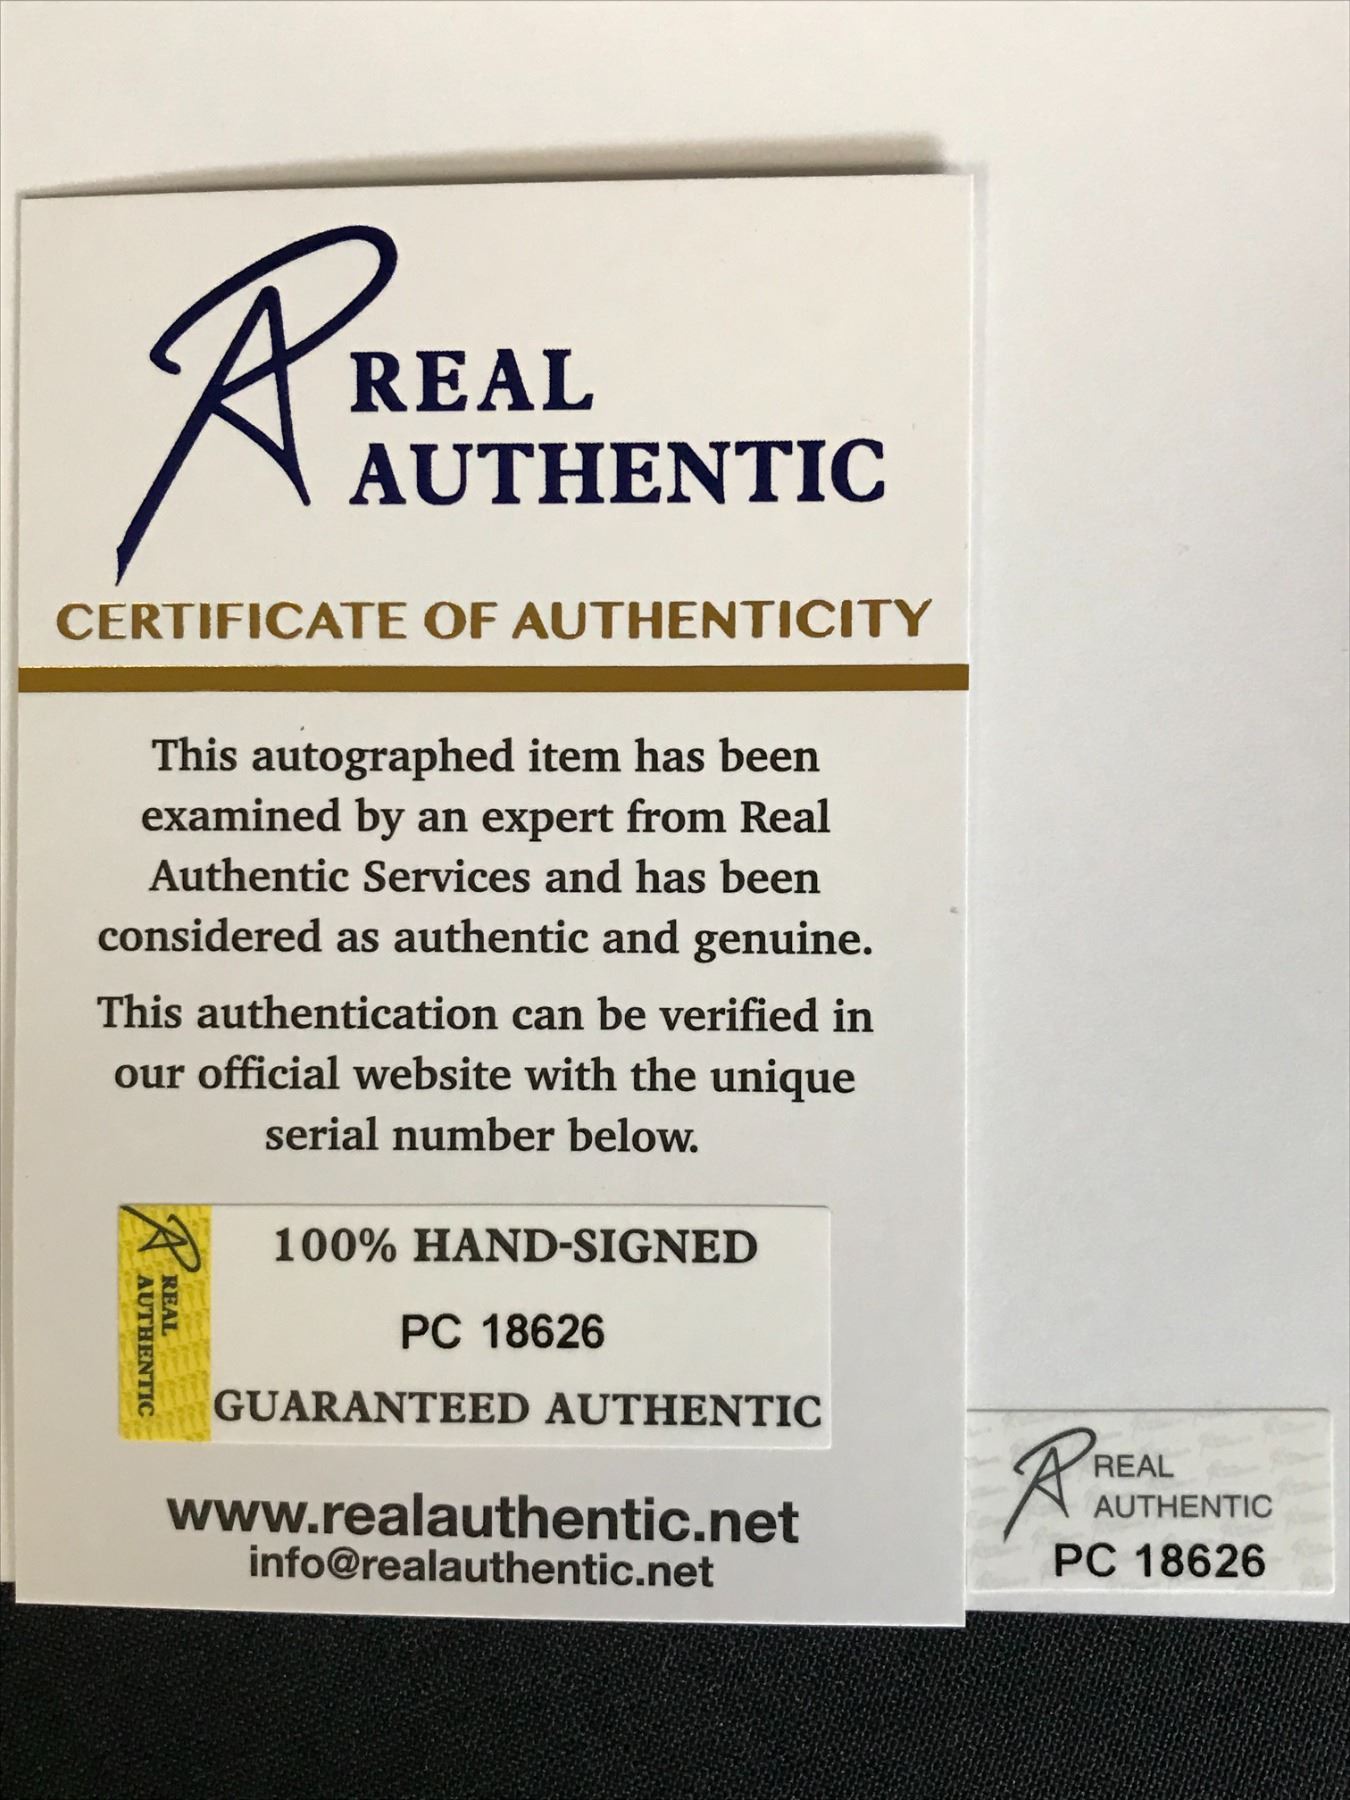 REAL
AUTHENTIC
CERTIFICATE OF AUTHENTICITY
This autographed item has been
examined by an expert from Real
Authentic Services and has been
considered as authentic and genuine.
This authentication can be verified in
our official website with the unique
serial number below.
REAL
AUTHENTIC
100% HAND-SIGNED
PC 18626
GUARANTEED AUTHENTIC
www.realauthentic.net
info@realauthentic.net
REAL
AUTHENTIC
PC 18626